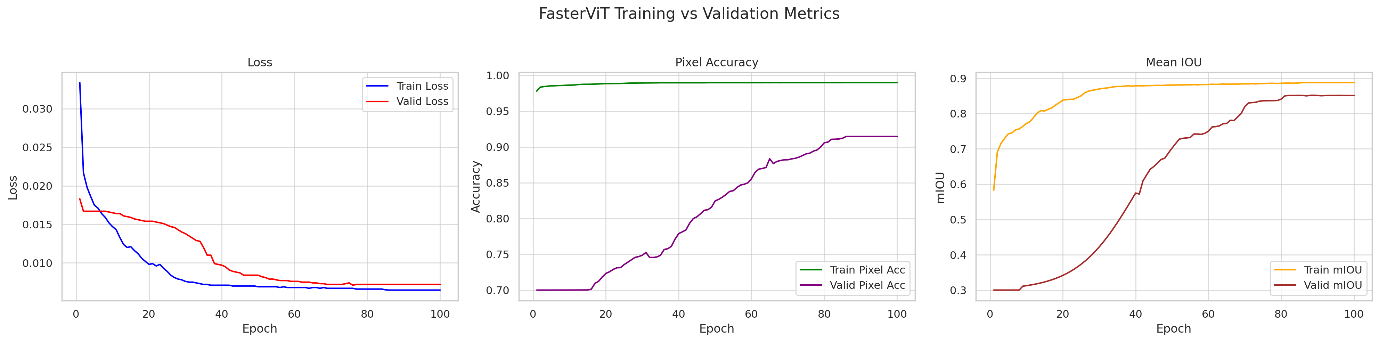 FasterViT Training vs Validation Metrics
Loss
Train Loss
Valid Loss
0.030
0.025
0.020
0.015
0.010
Loss
0 20 40 60 80 100
Epoch
Pixel Accuracy
1.00
0.95
0.90
0.85
0.80
0.75
0.70
Accuracy
Train Pixel Acc
Valid Pixel Acc
0 20 40 60 80 100
Epoch
Mean IOU
0.9
0.8
0.7
0.6
0.5
0.4
0.3
mIOU
Train mIOU
Valid mIOU
0 20 40 60 80 100
Epoch